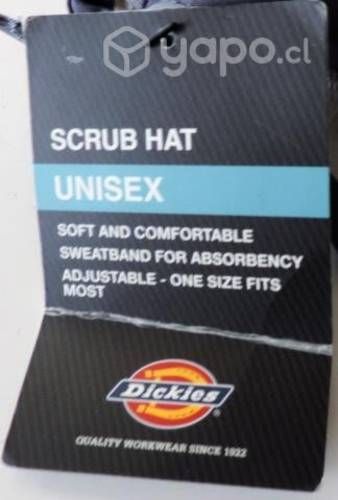 yapo.cl
SCRUB HAT
UNISEX
SOFT AND COMFORTABLE
SWEATBAND FOR ABSORBENCY
ADJUSTABLE - ONE SIZE FITS
MOST
Dickies®
QUALITY WORKWEAR SINCE 1922